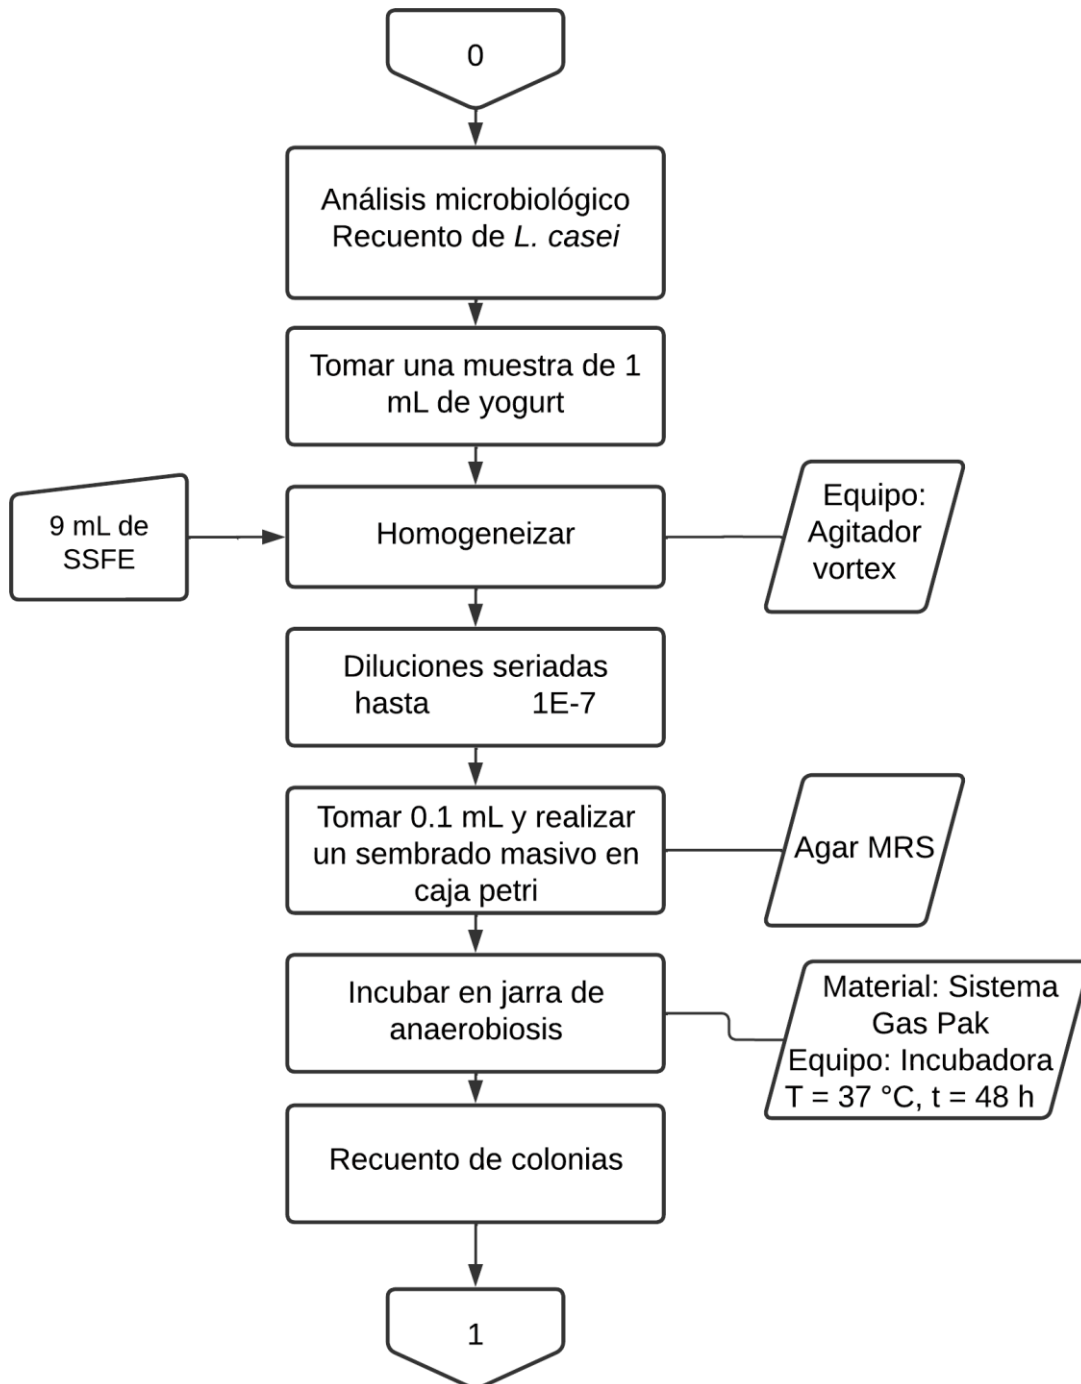 0
Análisis microbiológico
Recuento de L. casei
Tomar una muestra de 1
mL de yogurt
9 mL de
SSFE
Homogeneizar
Equipo:
Agitador
vortex
Diluciones seriadas
hasta 1E-7
Tomar 0.1 mL y realizar
un sembrado masivo en
caja petri
Agar MRS
Incubar en jarra de
anaerobiosis
Material: Sistema
Gas Pak
Equipo: Incubadora
T = 37 °C, t = 48 h
Recuento de colonias
1